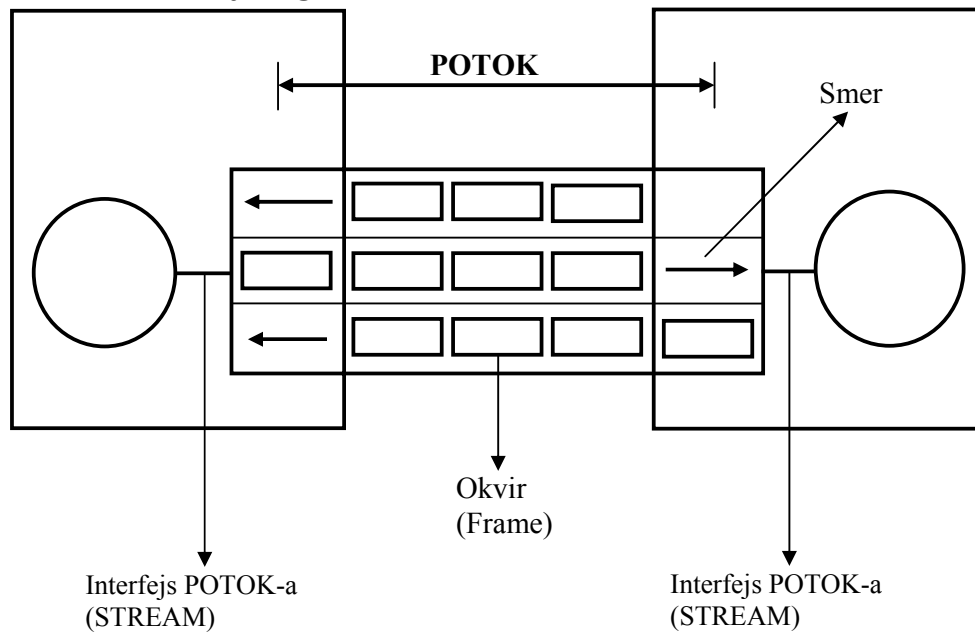 POTOK
Smer
Okvir
(Frame)
Interfejs POTOK-a
(STREAM)
Interfejs POTOK-a
(STREAM)